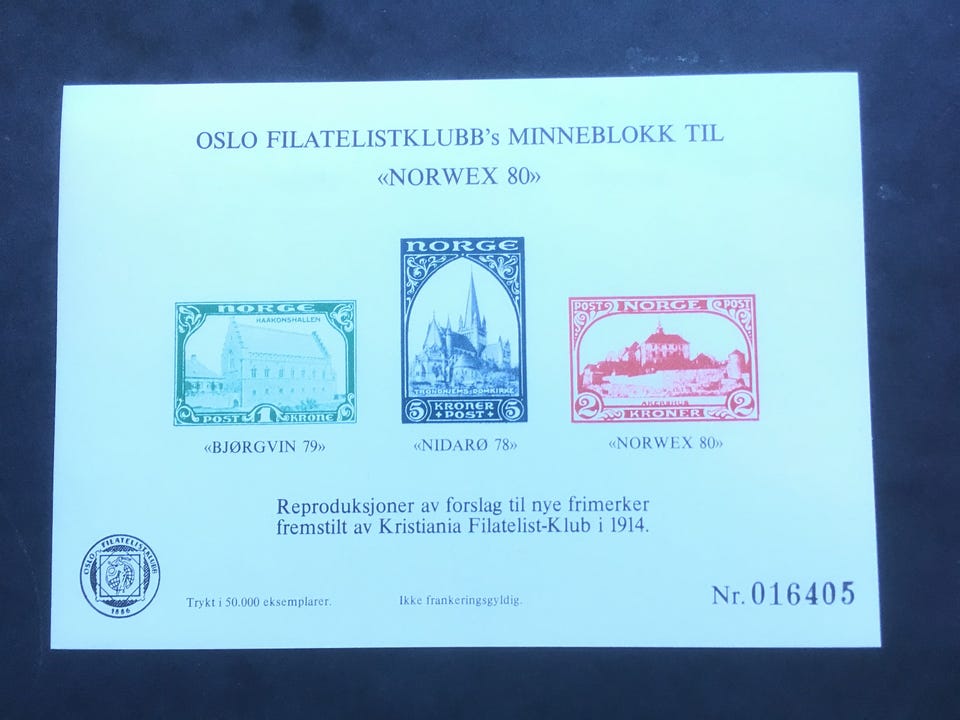 OSLO FILATELISTKLUBB's MINNEBLOKK TIL
«NORWEX 80»
NORGE
HAAKONSHALLEN
POST 1 KRONE
«BJØRGVIN 79»
NORGE
TRONDHJEMS DOMKIRKE
5 KRONER 5
+ POST +
«NIDARØ 78»
POST NORGE POST
AKERSHUS
2 KRONER 2
«NORWEX 80»
Reproduksjoner av forslag til nye frimerker
fremstilt av Kristiania Filatelist-Klub i 1914.
OSLO FILATELISTKLUBB
1886
Trykt i 50.000 eksemplarer.
Ikke frankeringsgyldig.
Nr. 016405